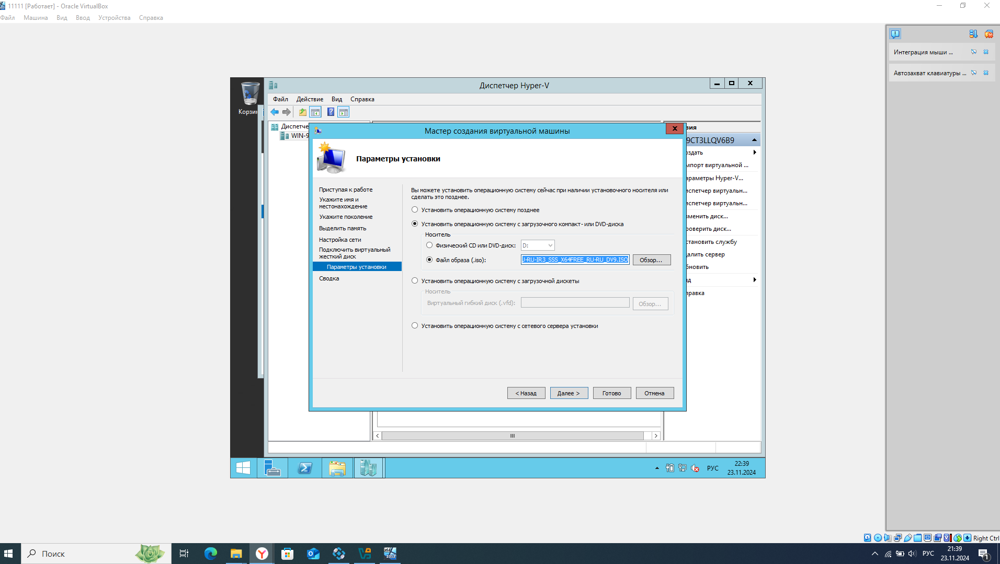 11111 [Работает] - Oracle VirtualBox
Файл Машина Вид Ввод Устройства Справка
Интеграция мыши ...
Автозахват клавиатуры ...
Корзин
Диспетчер Hyper-V
Файл Действие Вид Справка
Диспетче
WIN-9
Мастер создания виртуальной машины
Параметры установки
Приступая к работе
Укажите имя и
местонахождение
Укажите поколение
Выделить память
Настройка сети
Подключить виртуальный
жесткий диск
Параметры установки
Сводка
Вы можете установить операционную систему сейчас при наличии установочного носителя или
сделать это позднее.
Установить операционную систему позднее
Установить операционную систему с загрузочного компакт- или DVD-диска
Носитель
Физический CD или DVD-диск: D:
Файл образа (.iso): J-RU-IR3_SSS_X64FREE_RU-RU_DV9.ISO Обзор...
Установить операционную систему с загрузочной дискеты
Носитель
Виртуальный гибкий диск (.vfd): Обзор...
Установить операционную систему с сетевого сервера установки
< Назад Далее > Готово Отмена
вия
9CT3LLQV6B9
оздать
мпорт виртуальной ...
араметры Hyper-V...
испетчер виртуальн...
испетчер виртуальн...
зменить диск...
роверить диск...
становить службу
далить сервер
бновить
ид
правка
РУС
22:39
23.11.2024
Right Ctrl
Поиск
x64
2012
РУС
21:39
23.11.2024
1